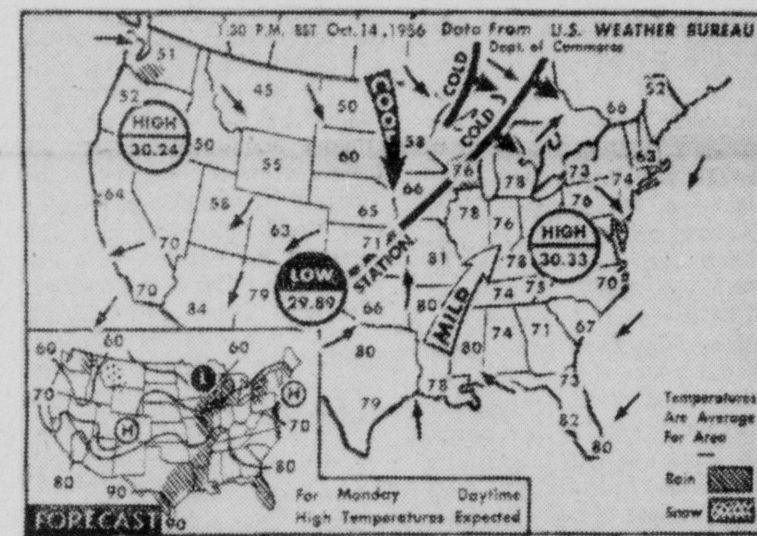 1:30 P.M. EST Oct. 14, 1956 Data From U.S. WEATHER BUREAU
Dept. of Commerce
51
52
45
50
COOL
COLD
COLD
58
66
52
HIGH
30.24
50
55
60
66
76
78
73
74
63
64
58
65
78
76
76
70
63
71
STATION.
81
78
HIGH
30.33
70
84
79
LOW
29.89
66
80
MILD
74
73
70
80
80
74
71
67
79
78
73
82
80
60
60
60
L
H
H
70
70
80
80
90
90
FORECAST
For Monday Daytime
High Temperatures Expected
Temperatures
Are Average
For Area
Rain
Snow